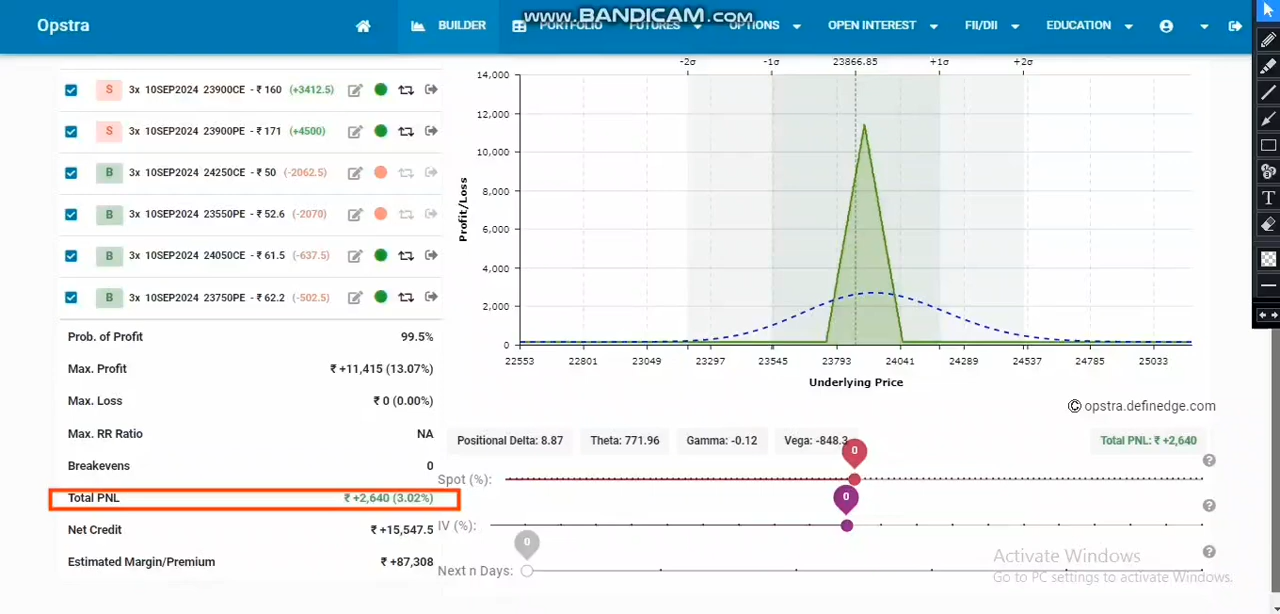 www.BANDICAM.com
Opstra
BUILDER
PORTFOLIO
FUTURES
OPTIONS
OPEN INTEREST
FII/DII
EDUCATION
S 3x 10SEP2024 23900CE - ₹ 160 (+3412.5)
S 3x 10SEP2024 23900PE - ₹ 171 (+4500)
B 3x 10SEP2024 24250CE - ₹ 50 (-2062.5)
B 3x 10SEP2024 23550PE - ₹ 52.6 (-2070)
B 3x 10SEP2024 24050CE - ₹ 61.5 (-637.5)
B 3x 10SEP2024 23750PE - ₹ 62.2 (-502.5)
Prob. of Profit 99.5%
Max. Profit ₹ +11,415 (13.07%)
Max. Loss ₹ 0 (0.00%)
Max. RR Ratio NA
Breakevens 0
Total PNL ₹ +2,640 (3.02%)
Net Credit ₹ +15,547.5
Estimated Margin/Premium ₹ +87,308
-2σ -1σ 23866.85 +1σ +2σ
14,000
12,000
10,000
8,000
6,000
4,000
2,000
0
Profit/Loss
22553 22801 23049 23297 23545 23793 24041 24289 24537 24785 25033
Underlying Price
© opstra.definedge.com
Positional Delta: 8.87 Theta: 771.96 Gamma: -0.12 Vega: -848.3 Total PNL: ₹ +2,640
0
Spot (%):
0
IV (%):
0
Next n Days:
Activate Windows
Go to PC settings to activate Windows.